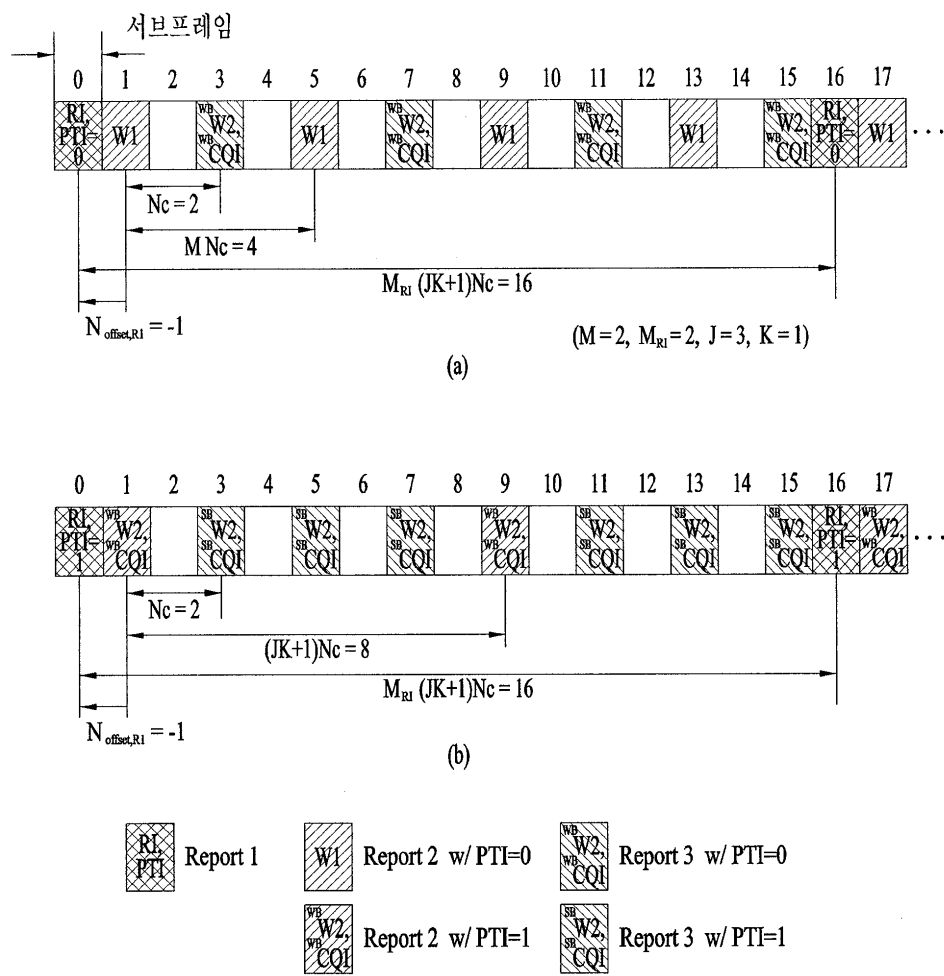 서브프레임
0 1 2 3 4 5 6 7 8 9 10 11 12 13 14 15 16 17
RI, PTI= 0 W1 WB W2, WB CQI W1 WB W2, WB CQI W1 WB W2, WB CQI W1 WB W2, WB CQI RI, PTI= 0 W1 ...
Nc = 2
M Nc = 4
M_RI (JK+1)Nc = 16
N_offset,RI = -1
(M = 2, M_RI = 2, J = 3, K = 1)
(a)
0 1 2 3 4 5 6 7 8 9 10 11 12 13 14 15 16 17
RI, PTI= 1 WB W2, WB CQI SB W2, SB CQI SB W2, SB CQI SB W2, SB CQI WB W2, WB CQI SB W2, SB CQI SB W2, SB CQI SB W2, SB CQI RI, PTI= 1 WB W2, WB CQI ...
Nc = 2
(JK+1)Nc = 8
M_RI (JK+1)Nc = 16
N_offset,RI = -1
(b)
RI, PTI Report 1
W1 Report 2 w/ PTI=0
WB W2, WB CQI Report 3 w/ PTI=0
WB W2, WB CQI Report 2 w/ PTI=1
SB W2, SB CQI Report 3 w/ PTI=1